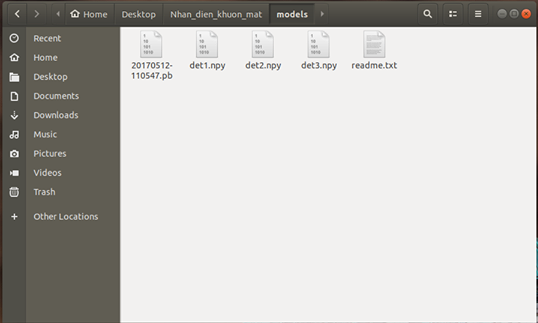 Home Desktop Nhan_dien_khuon_mat models
Recent
Home
Desktop
Documents
Downloads
Music
Pictures
Videos
Trash
Other Locations
20170512-
110547.pb
det1.npy
det2.npy
det3.npy
readme.txt